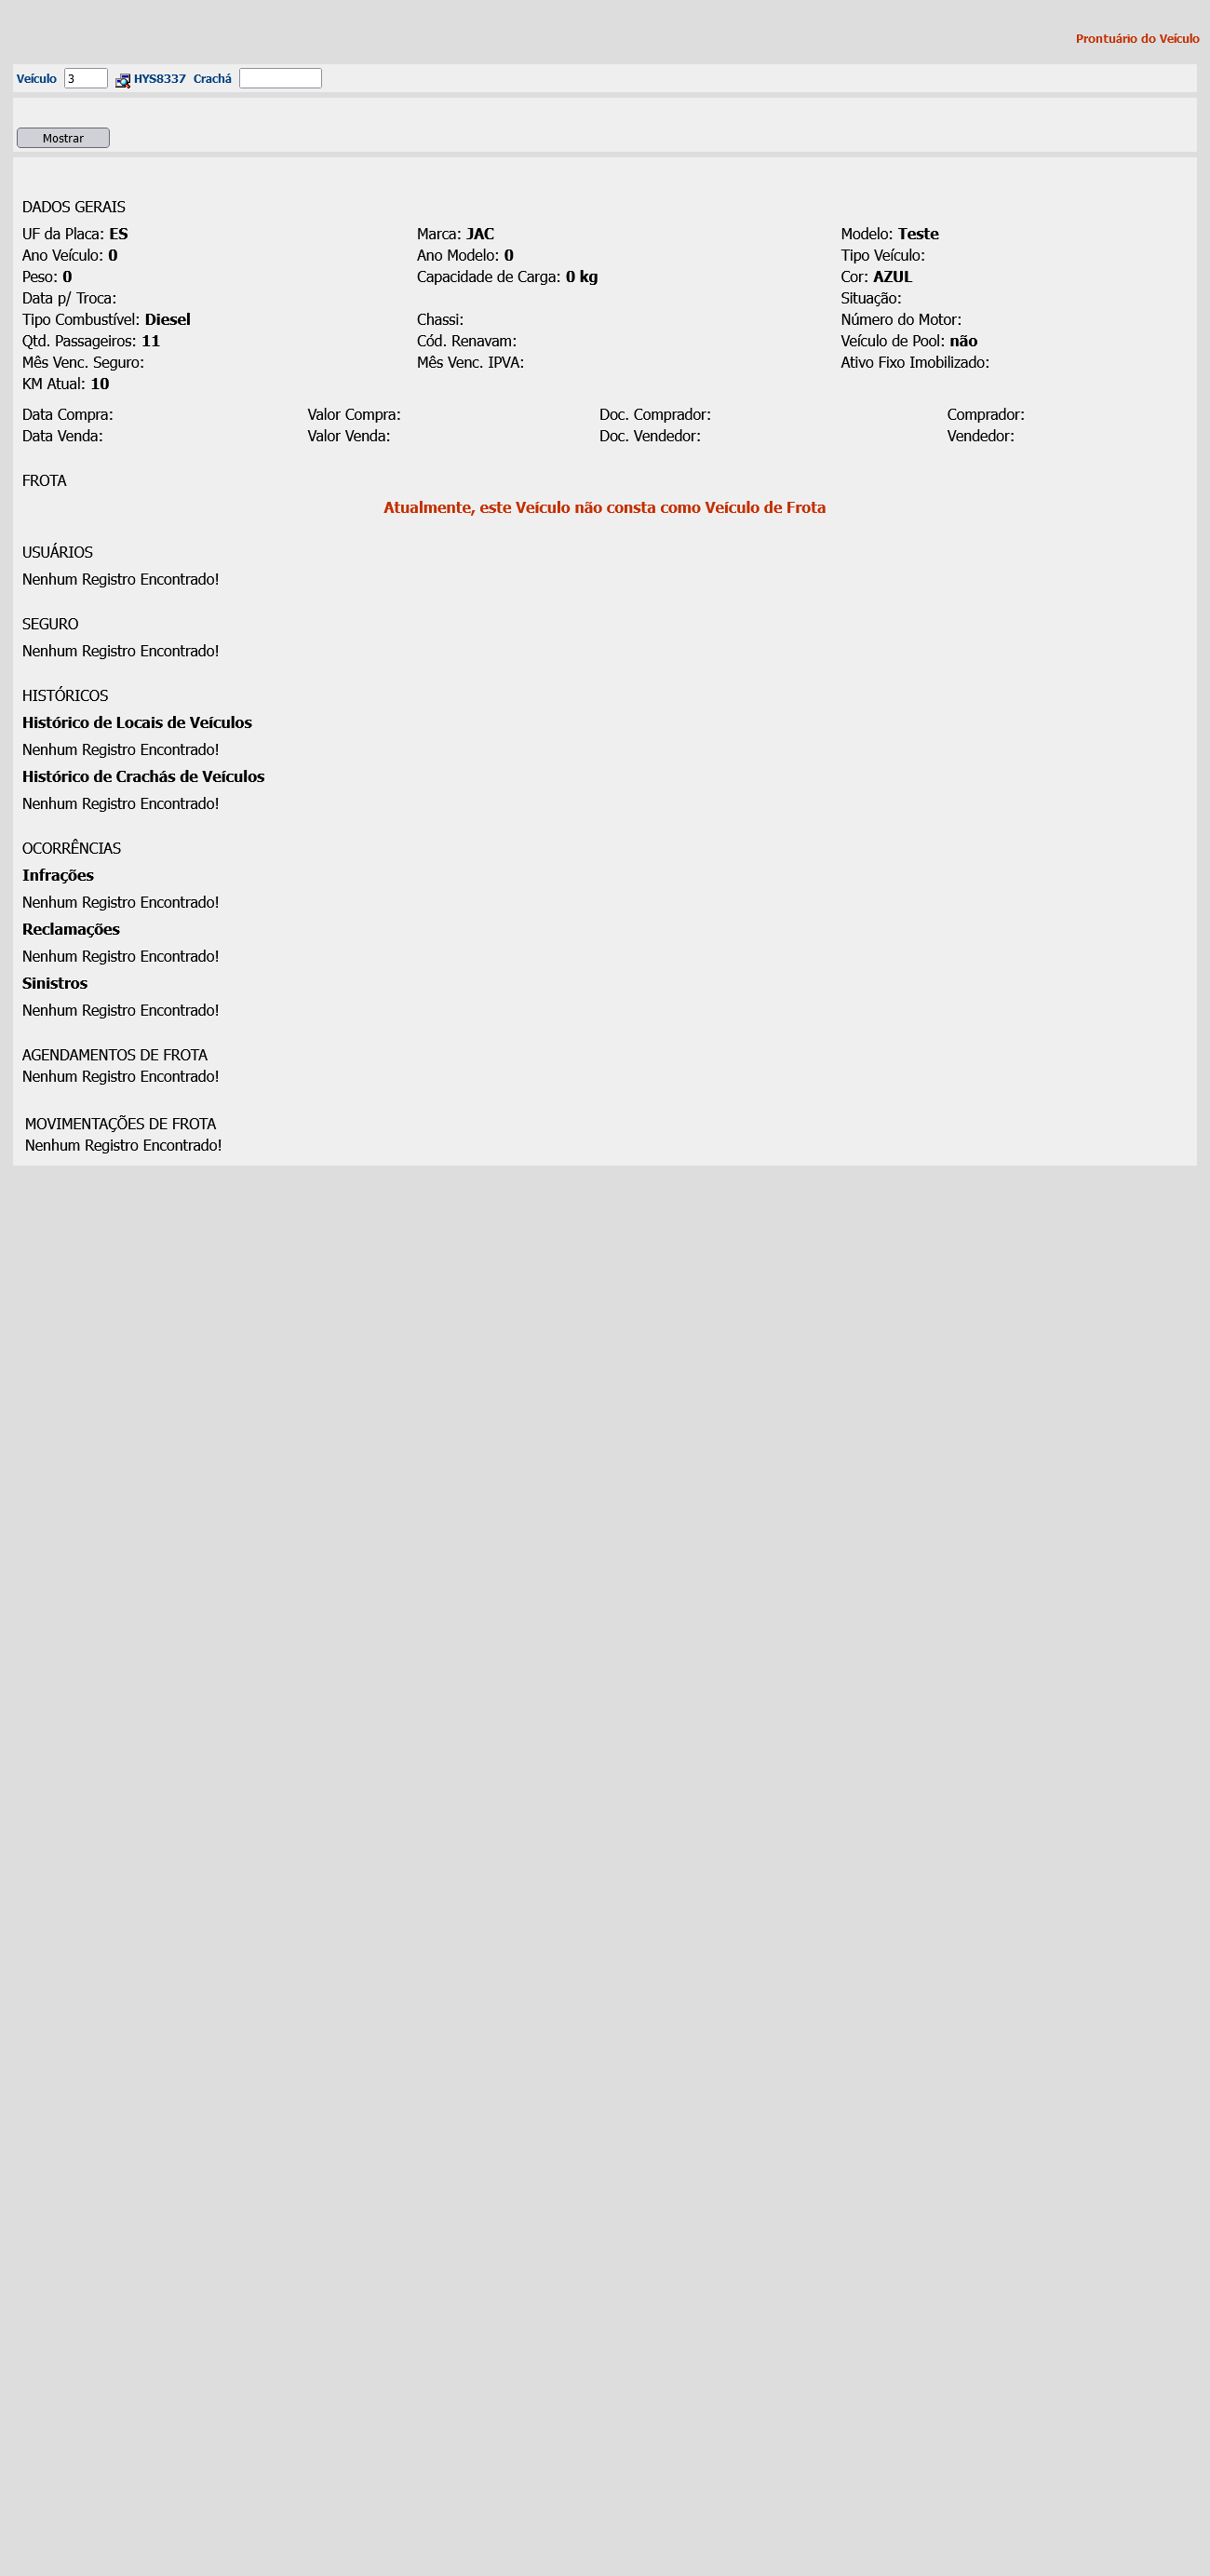 Prontuário do Veículo
Veículo 3 HYS8337 Crachá
Mostrar
DADOS GERAIS
UF da Placa: ES Marca: JAC Modelo: Teste
Ano Veículo: 0 Ano Modelo: 0 Tipo Veículo:
Peso: 0 Capacidade de Carga: 0 kg Cor: AZUL
Data p/ Troca: Situação:
Tipo Combustível: Diesel Chassi: Número do Motor:
Qtd. Passageiros: 11 Cód. Renavam: Veículo de Pool: não
Mês Venc. Seguro: Mês Venc. IPVA: Ativo Fixo Imobilizado:
KM Atual: 10
Data Compra: Valor Compra: Doc. Comprador: Comprador:
Data Venda: Valor Venda: Doc. Vendedor: Vendedor:
FROTA
Atualmente, este Veículo não consta como Veículo de Frota
USUÁRIOS
Nenhum Registro Encontrado!
SEGURO
Nenhum Registro Encontrado!
HISTÓRICOS
Histórico de Locais de Veículos
Nenhum Registro Encontrado!
Histórico de Crachás de Veículos
Nenhum Registro Encontrado!
OCORRÊNCIAS
Infrações
Nenhum Registro Encontrado!
Reclamações
Nenhum Registro Encontrado!
Sinistros
Nenhum Registro Encontrado!
AGENDAMENTOS DE FROTA
Nenhum Registro Encontrado!
MOVIMENTAÇÕES DE FROTA
Nenhum Registro Encontrado!